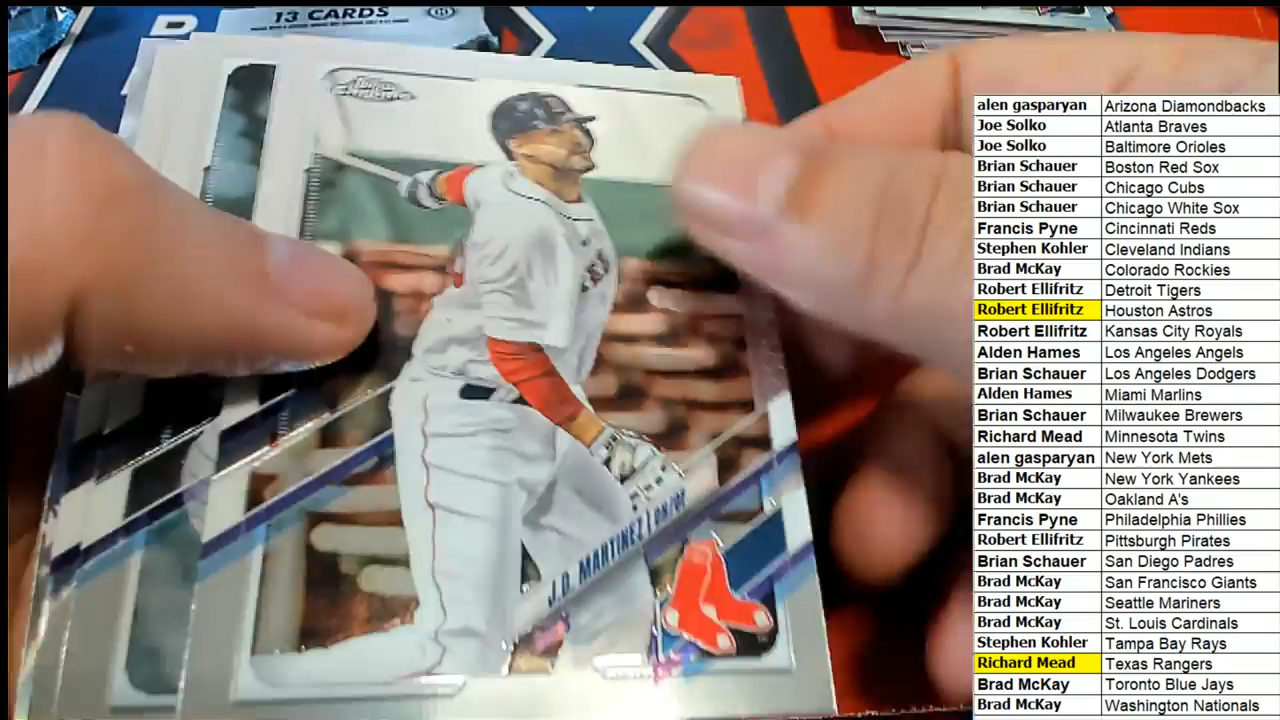 13 CARDS
Topps
Chrome
J.D. MARTINEZ | OF/DH
alen gasparyan Arizona Diamondbacks
Joe Solko Atlanta Braves
Joe Solko Baltimore Orioles
Brian Schauer Boston Red Sox
Brian Schauer Chicago Cubs
Brian Schauer Chicago White Sox
Francis Pyne Cincinnati Reds
Stephen Kohler Cleveland Indians
Brad McKay Colorado Rockies
Robert Ellifritz Detroit Tigers
Robert Ellifritz Houston Astros
Robert Ellifritz Kansas City Royals
Alden Hames Los Angeles Angels
Brian Schauer Los Angeles Dodgers
Alden Hames Miami Marlins
Brian Schauer Milwaukee Brewers
Richard Mead Minnesota Twins
alen gasparyan New York Mets
Brad McKay New York Yankees
Brad McKay Oakland A's
Francis Pyne Philadelphia Phillies
Robert Ellifritz Pittsburgh Pirates
Brian Schauer San Diego Padres
Brad McKay San Francisco Giants
Brad McKay Seattle Mariners
Brad McKay St. Louis Cardinals
Stephen Kohler Tampa Bay Rays
Richard Mead Texas Rangers
Brad McKay Toronto Blue Jays
Brad McKay Washington Nationals